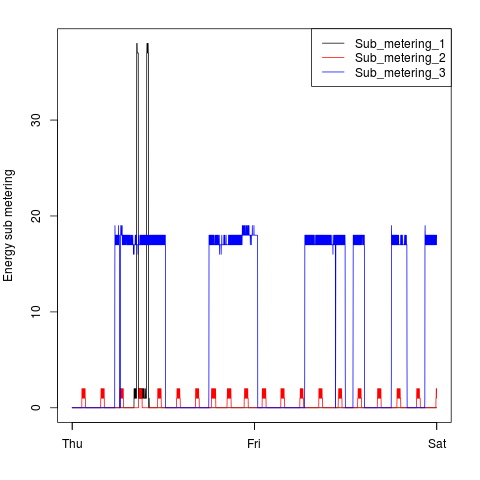 Sub_metering_1
Sub_metering_2
Sub_metering_3
Energy sub metering
30
20
10
0
Thu Fri Sat